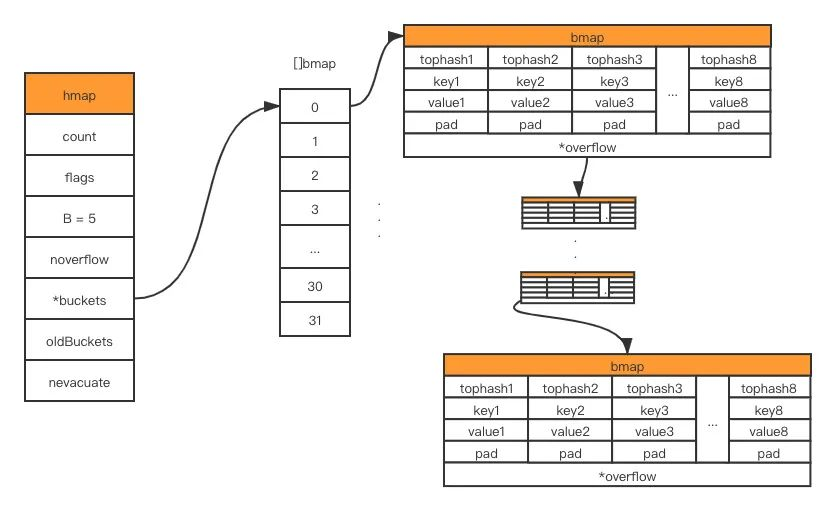 hmap
count
flags
B = 5
noverflow
*buckets
oldBuckets
nevacuate
[]bmap
0
1
2
3
...
30
31
bmap
tophash1 tophash2 tophash3 ... tophash8
key1 key2 key3 key8
value1 value2 value3 value8
pad pad pad pad
*overflow
bmap
tophash1 tophash2 tophash3 ... tophash8
key1 key2 key3 key8
value1 value2 value3 value8
pad pad pad pad
*overflow